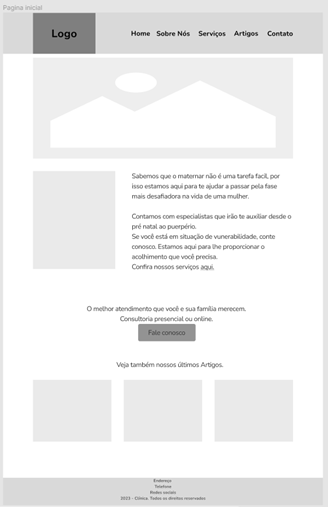 Pagina inicial
Logo
Home Sobre Nós Serviços Artigos Contato
Sabemos que o maternar não é uma tarefa facil, por
isso estamos aqui para te ajudar a passar pela fase
mais desafiadora na vida de uma mulher.
Contamos com especialistas que irão te auxiliar desde o
pré natal ao puerpério.
Se você está em situação de vunerabilidade, conte
conosco. Estamos aqui para lhe proporcionar o
acolhimento que você precisa.
Confira nossos serviços aqui.
O melhor atendimento que você e sua família merecem.
Consultoria presencial ou online.
Fale conosco
Veja também nossos últimos Artigos.
Endereço
Telefone
Redes sociais
2023 - Clínica. Todos os direitos reservados